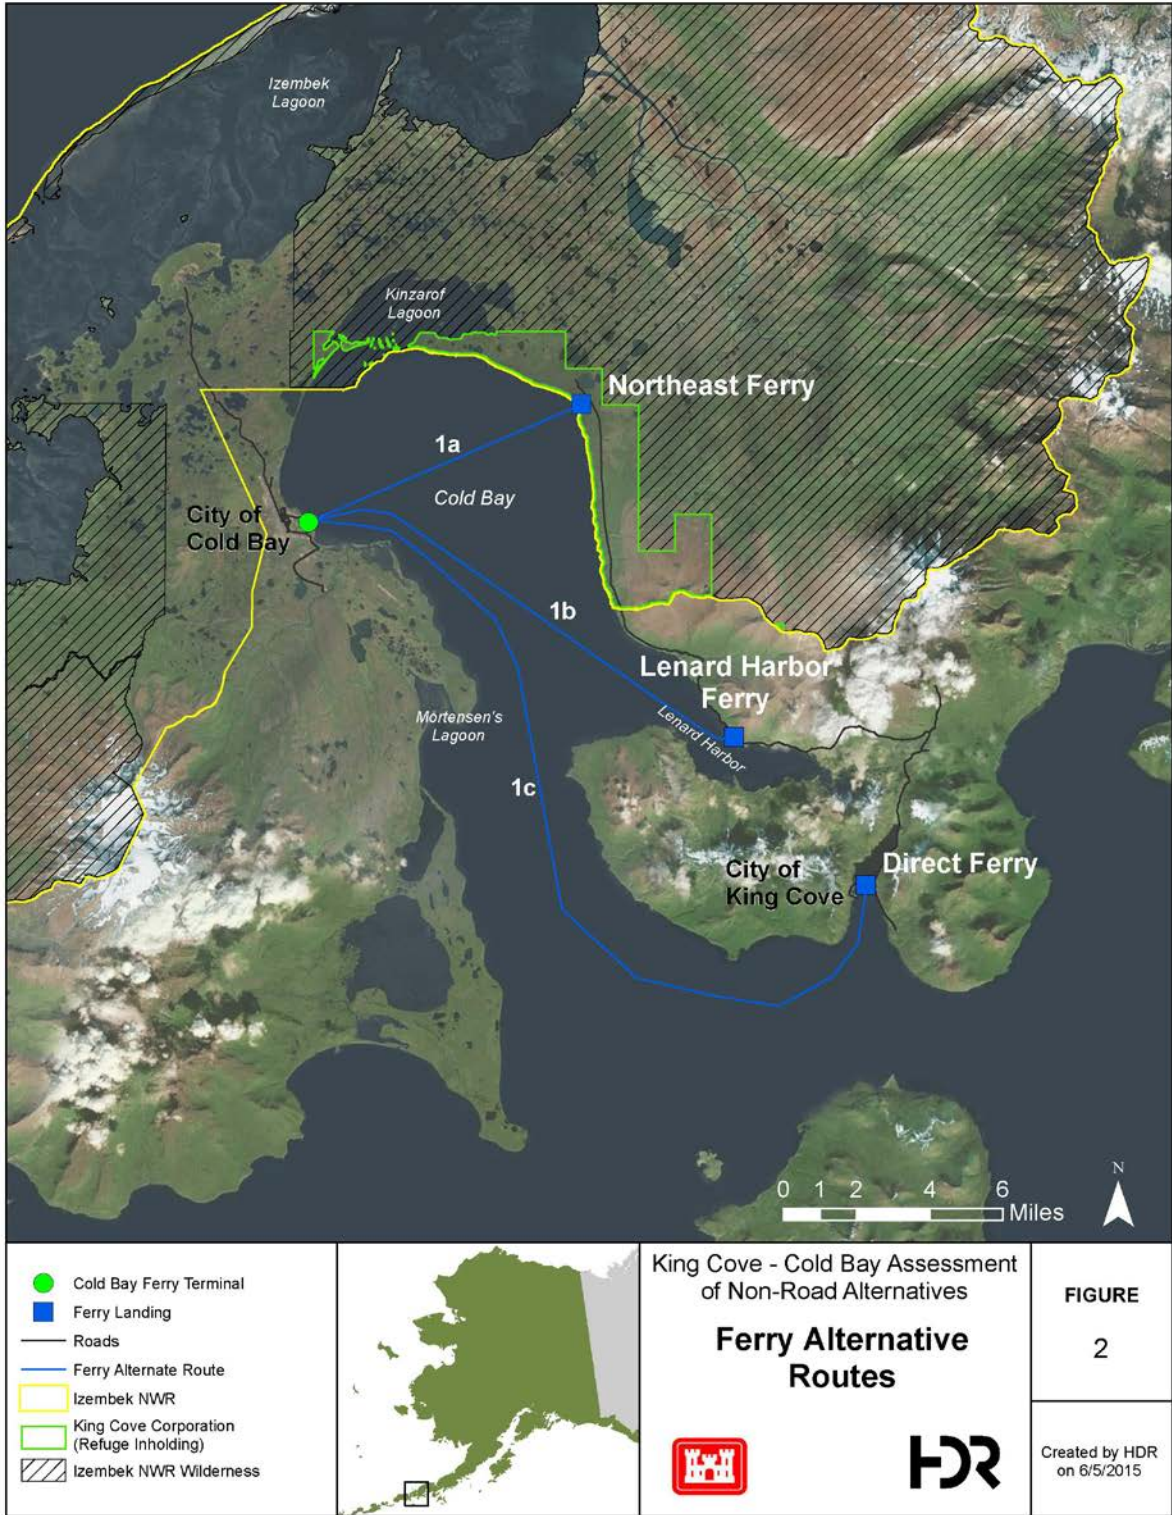 Izembek
Lagoon
Kinzarof
Lagoon
Northeast Ferry
1a
Cold Bay
City of
Cold Bay
1b
Lenard Harbor
Ferry
Mortensen's
Lagoon
Lenard Harbor
1c
City of
King Cove
Direct Ferry
N
0 1 2 4 6
Miles
Cold Bay Ferry Terminal
Ferry Landing
Roads
Ferry Alternate Route
Izembek NWR
King Cove Corporation
(Refuge Inholding)
Izembek NWR Wilderness
King Cove - Cold Bay Assessment
of Non-Road Alternatives
Ferry Alternative
Routes
HDR
FIGURE
2
Created by HDR
on 6/5/2015